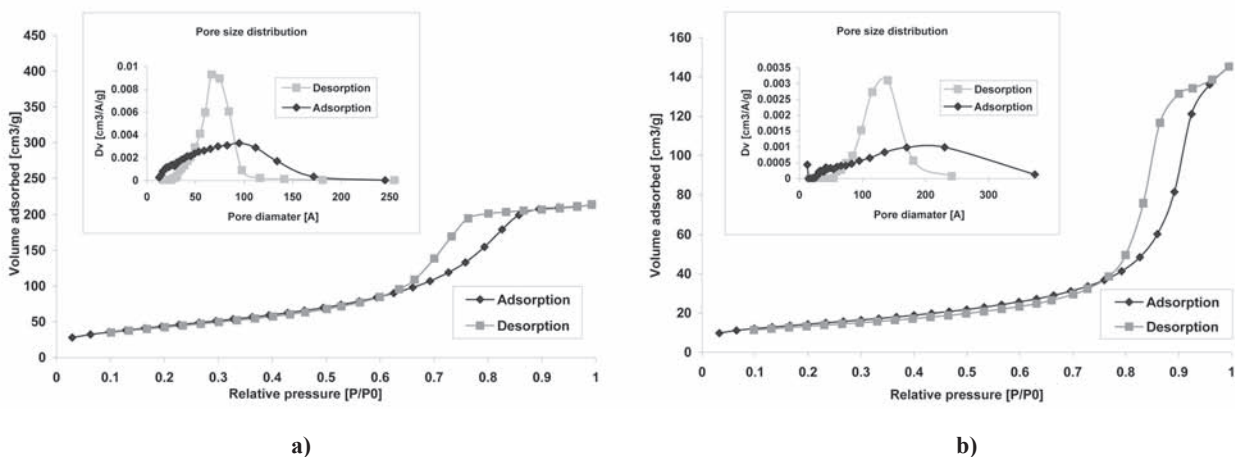 a)
Volume adsorbed [cm3/g]
450
400
350
300
250
200
150
100
50
0
0 0.1 0.2 0.3 0.4 0.5 0.6 0.7 0.8 0.9 1
Relative pressure [P/P0]
Adsorption
Desorption
Pore size distribution
Dv [cm3/A/g]
0.01
0.008
0.006
0.004
0.002
0
0 50 100 150 200 250
Pore diamater [A]
Desorption
Adsorption
a)
b)
Volume adsorbed [cm3/g]
160
140
120
100
80
60
40
20
0
0 0.1 0.2 0.3 0.4 0.5 0.6 0.7 0.8 0.9 1
Relative pressure [P/P0]
Adsorption
Desorption
Pore size distribution
Dv [cm3/A/g]
0.0035
0.003
0.0025
0.002
0.0015
0.001
0.0005
0
0 100 200 300
Pore diamater [A]
Desorption
Adsorption
b)